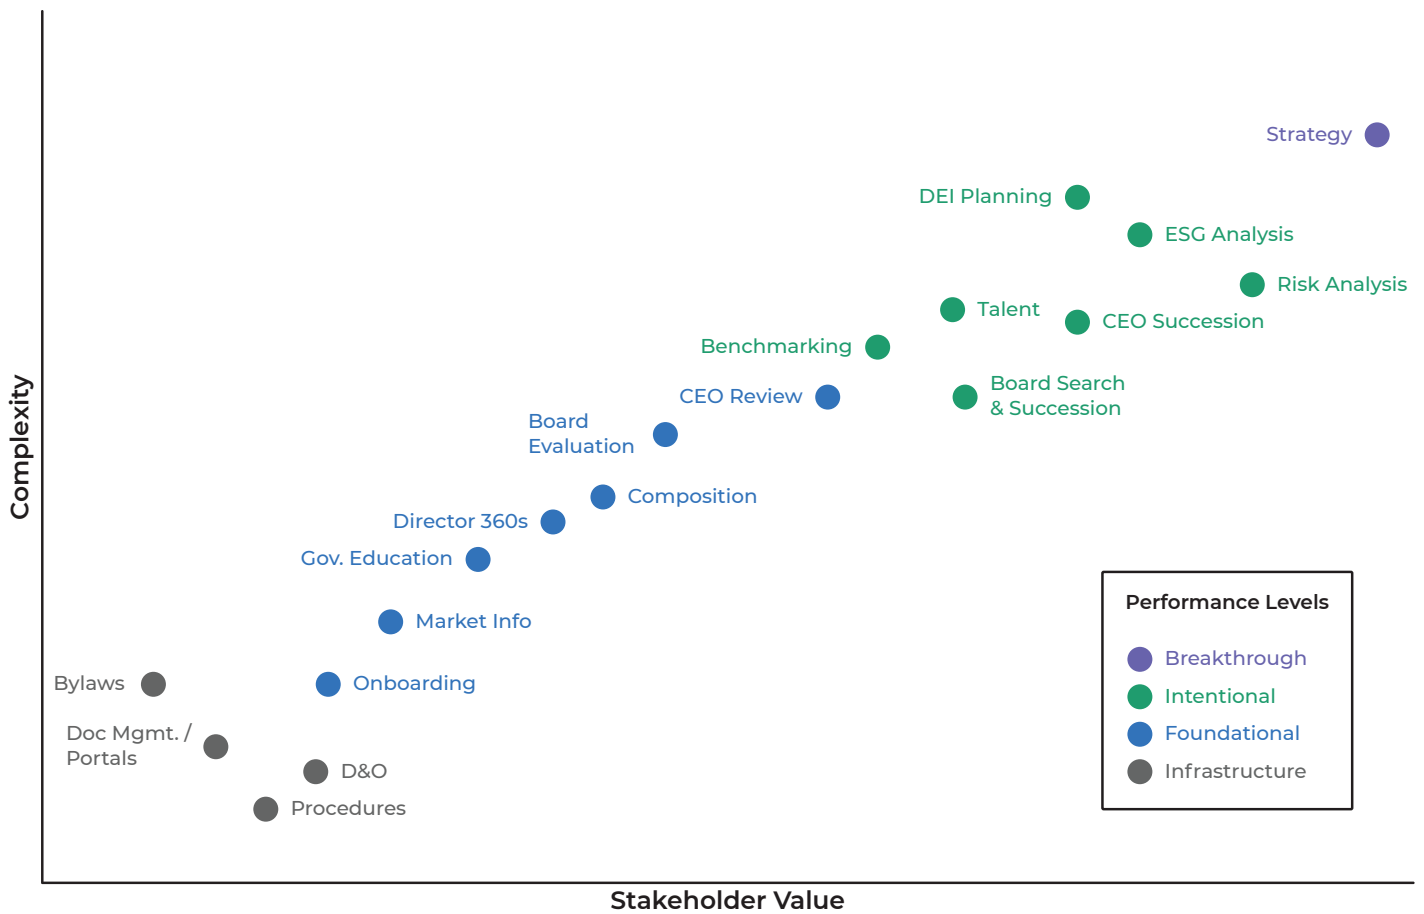 Strategy
DEI Planning
ESG Analysis
Risk Analysis
Talent
CEO Succession
Benchmarking
Board Search
& Succession
CEO Review
Board
Evaluation
Composition
Director 360s
Gov. Education
Market Info
Bylaws
Onboarding
Doc Mgmt. /
Portals
D&O
Procedures
Complexity
Stakeholder Value
Performance Levels
Breakthrough
Intentional
Foundational
Infrastructure